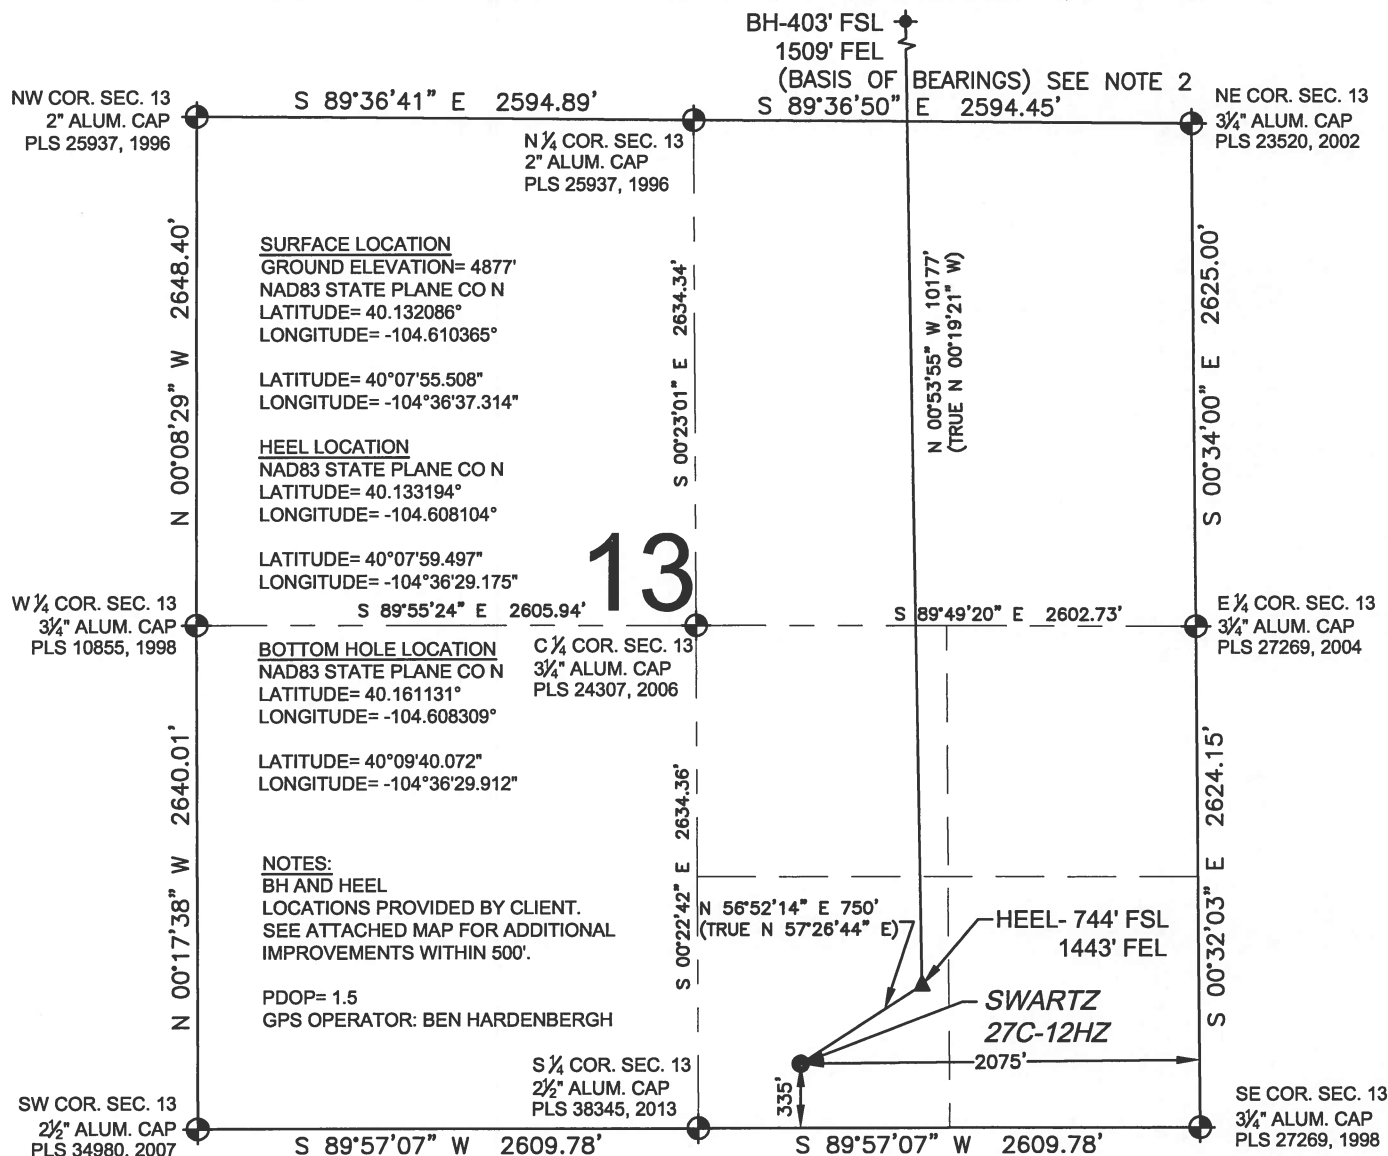 BH-403' FSL
1509' FEL
(BASIS OF BEARINGS) SEE NOTE 2
S 89°36'41" E 2594.89'
S 89°36'50" E 2594.45'
NW COR. SEC. 13
2" ALUM. CAP
PLS 25937, 1996
N ¼ COR. SEC. 13
2" ALUM. CAP
PLS 25937, 1996
NE COR. SEC. 13
3¼" ALUM. CAP
PLS 23520, 2002
N 00°08'29" W 2648.40'
SURFACE LOCATION
GROUND ELEVATION= 4877'
NAD83 STATE PLANE CO N
LATITUDE= 40.132086°
LONGITUDE= -104.610365°
LATITUDE= 40°07'55.508"
LONGITUDE= -104°36'37.314"
HEEL LOCATION
NAD83 STATE PLANE CO N
LATITUDE= 40.133194°
LONGITUDE= -104.608104°
LATITUDE= 40°07'59.497"
LONGITUDE= -104°36'29.175"
S 00°23'01" E 2634.34'
N 00°53'55" W 10177'
(TRUE N 00°19'21" W)
S 00°34'00" E 2625.00'
13
W ¼ COR. SEC. 13
3¼" ALUM. CAP
PLS 10855, 1998
S 89°55'24" E 2605.94'
S 89°49'20" E 2602.73'
E ¼ COR. SEC. 13
3¼" ALUM. CAP
PLS 27269, 2004
C ¼ COR. SEC. 13
3¼" ALUM. CAP
PLS 24307, 2006
BOTTOM HOLE LOCATION
NAD83 STATE PLANE CO N
LATITUDE= 40.161131°
LONGITUDE= -104.608309°
LATITUDE= 40°09'40.072"
LONGITUDE= -104°36'29.912"
N 00°17'38" W 2640.01'
S 00°22'42" E 2634.36'
S 00°32'03" E 2624.15'
NOTES:
BH AND HEEL
LOCATIONS PROVIDED BY CLIENT.
SEE ATTACHED MAP FOR ADDITIONAL
IMPROVEMENTS WITHIN 500'.
PDOP= 1.5
GPS OPERATOR: BEN HARDENBERGH
N 56°52'14" E 750'
(TRUE N 57°26'44" E)
HEEL- 744' FSL
1443' FEL
SWARTZ
27C-12HZ
2075'
335'
S ¼ COR. SEC. 13
2½" ALUM. CAP
PLS 38345, 2013
SW COR. SEC. 13
2½" ALUM. CAP
PLS 34980, 2007
SE COR. SEC. 13
3¼" ALUM. CAP
PLS 27269, 1998
S 89°57'07" W 2609.78'
S 89°57'07" W 2609.78'